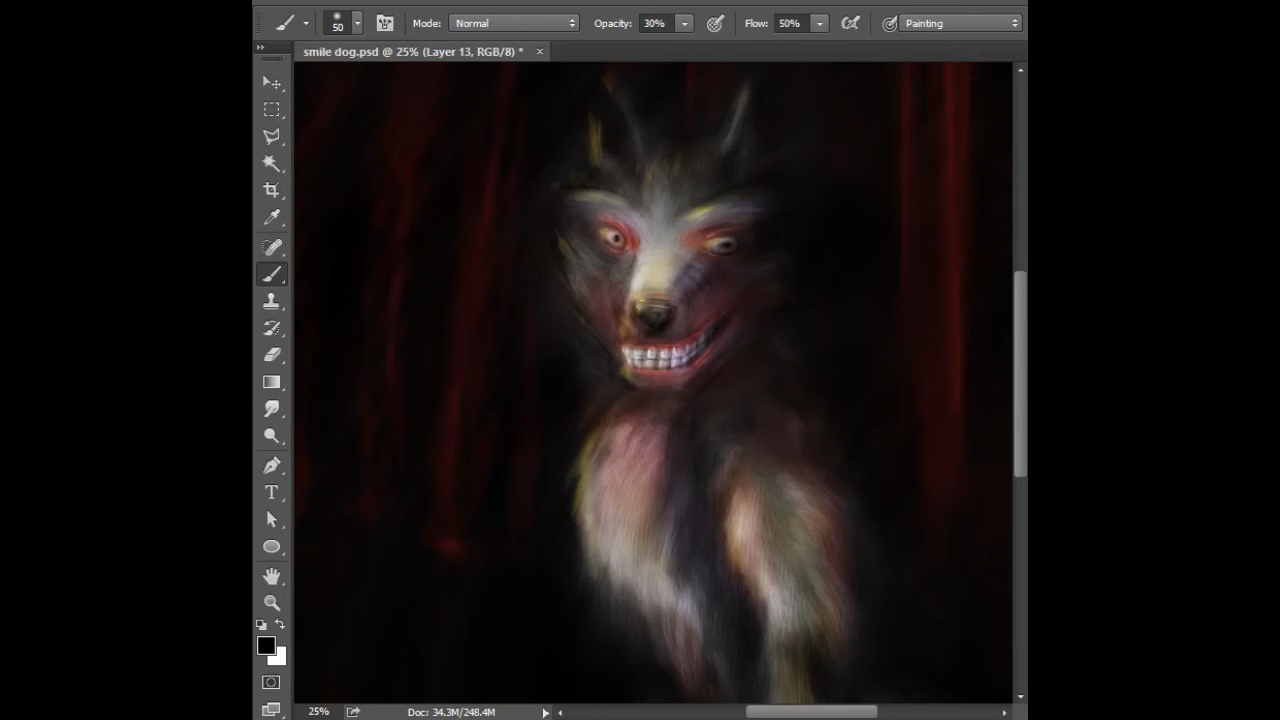 50 Mode: Normal Opacity: 30% Flow: 50% Painting
smile dog.psd @ 25% (Layer 13, RGB/8) * ×
T
25% Doc: 34.3M/248.4M